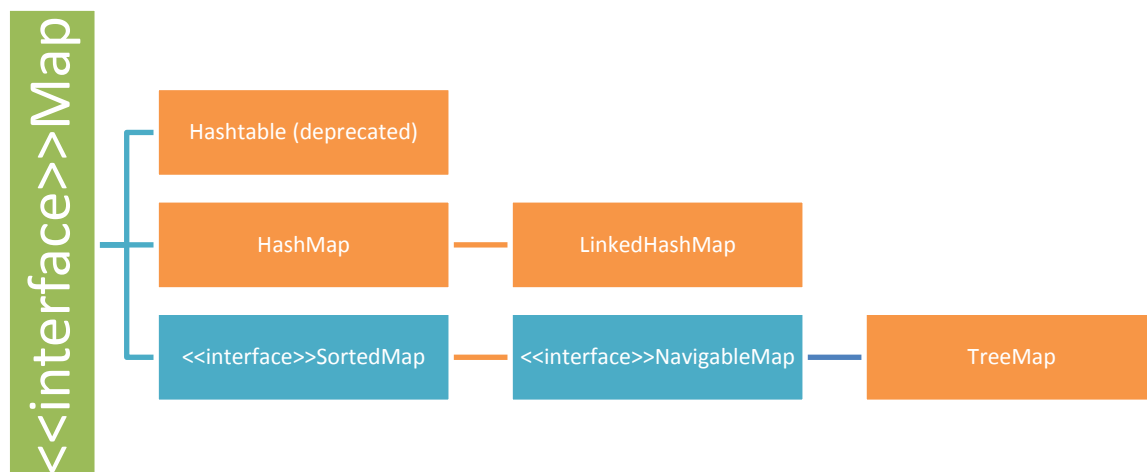 <<interface>>Map
Hashtable (deprecated)
HashMap
LinkedHashMap
<<interface>>SortedMap
<<interface>>NavigableMap
TreeMap